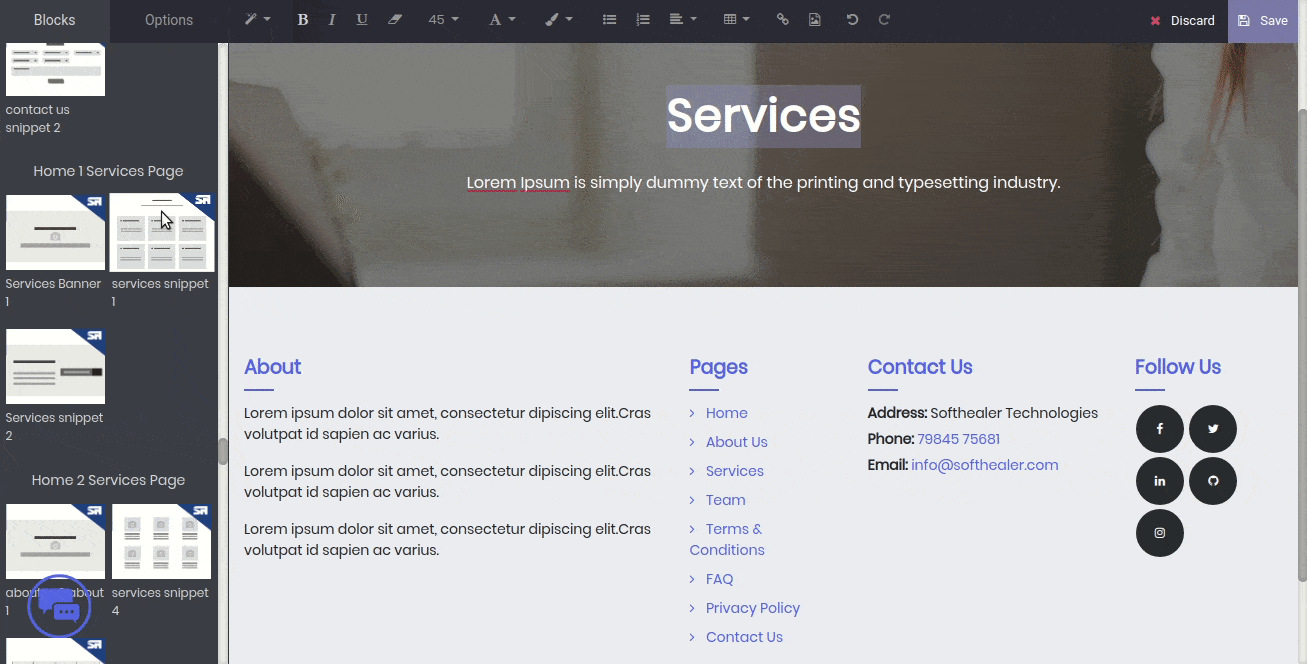 Blocks
Options
B
I
U
45
A
Discard
Save
contact us
snippet 2
Home 1 Services Page
Services Banner
1
services snippet
1
Services snippet
2
Home 2 Services Page
1
services snippet
4
Services
Lorem Ipsum is simply dummy text of the printing and typesetting industry.
About
Lorem ipsum dolor sit amet, consectetur dipiscing elit.Cras
volutpat id sapien ac varius.
Lorem ipsum dolor sit amet, consectetur dipiscing elit.Cras
volutpat id sapien ac varius.
Lorem ipsum dolor sit amet, consectetur dipiscing elit.Cras
volutpat id sapien ac varius.
Pages
Home
About Us
Services
Team
Terms &
Conditions
FAQ
Privacy Policy
Contact Us
Contact Us
Address: Softhealer Technologies
Phone: 79845 75681
Email: info@softhealer.com
Follow Us